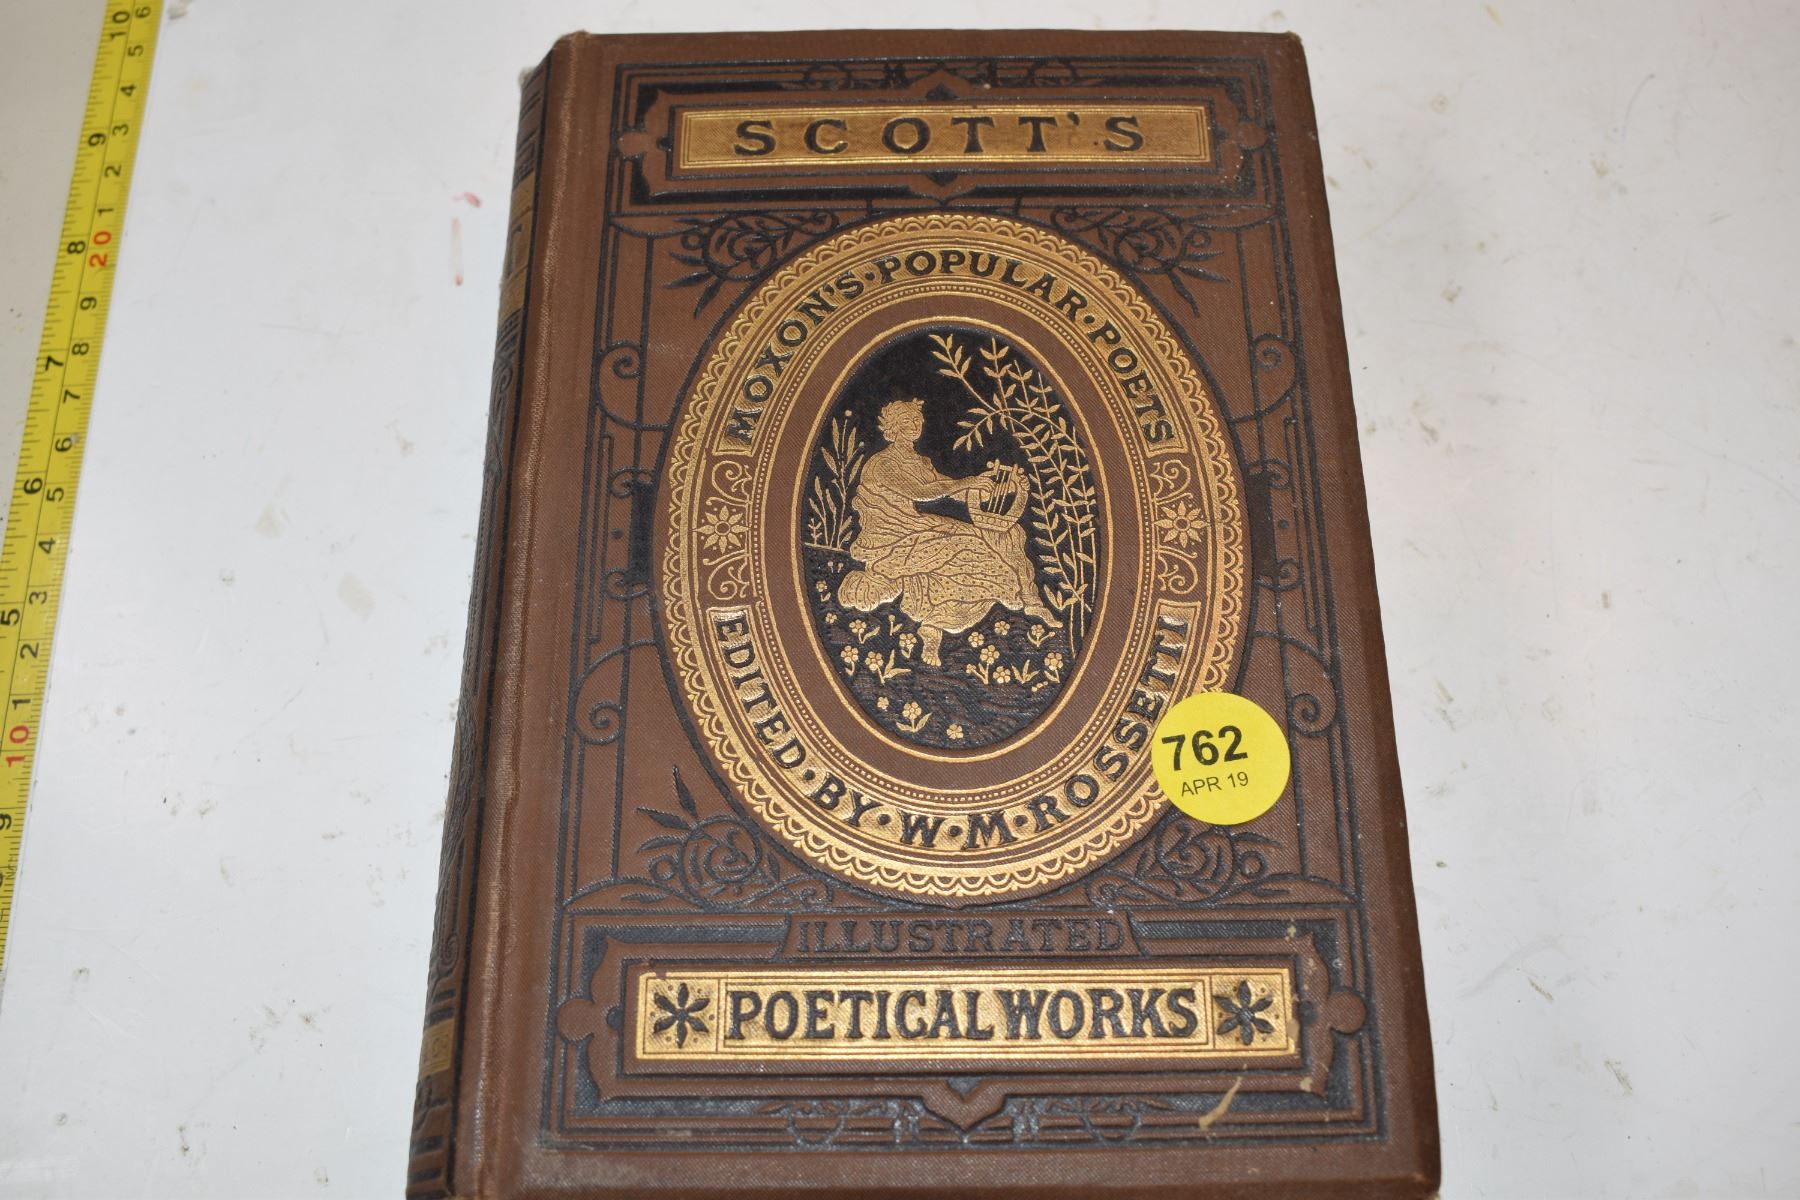 SCOTT'S
MOXON'S·POPULAR·POETS
EDITED·BY·W·M·ROSSETTI
762
APR 19
ILLUSTRATED
POETICAL WORKS